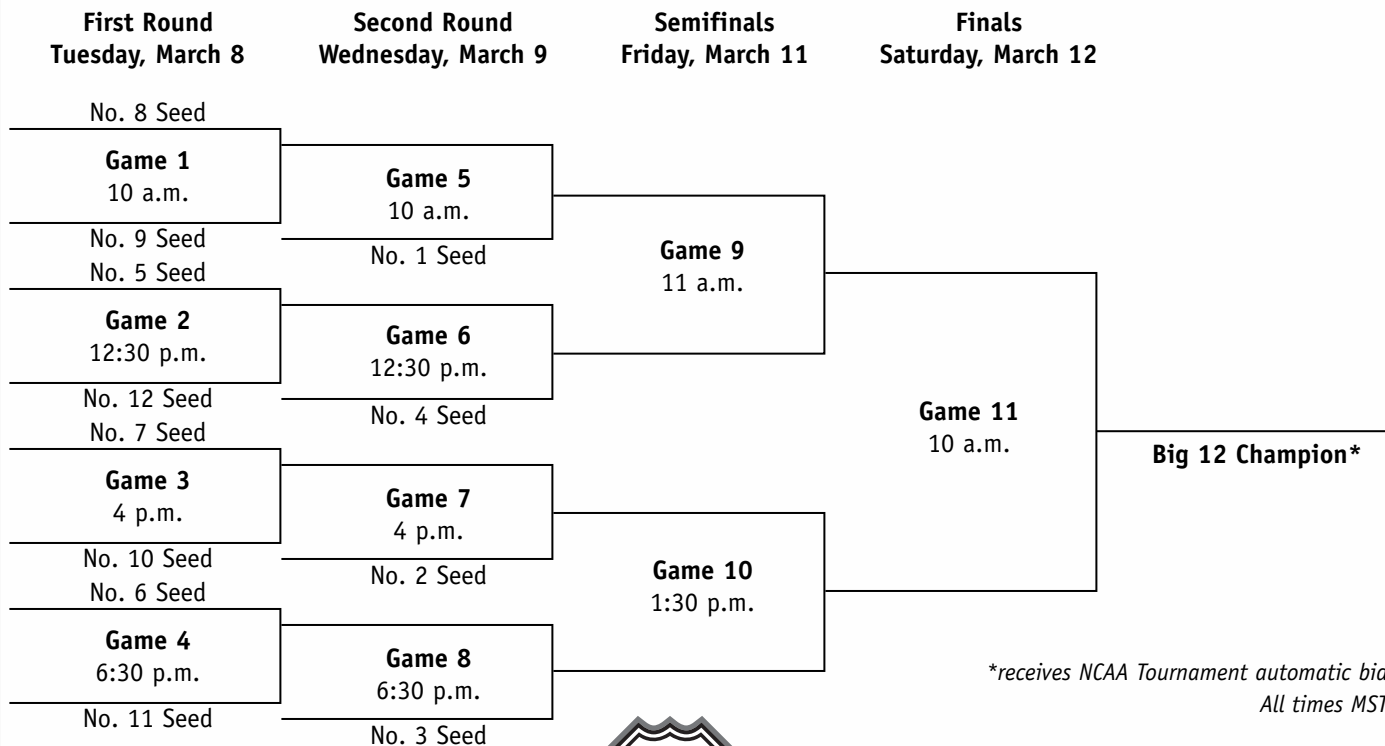 First Round
Tuesday, March 8
Second Round
Wednesday, March 9
Semifinals
Friday, March 11
Finals
Saturday, March 12
No. 8 Seed
Game 1
10 a.m.
No. 9 Seed
No. 5 Seed
Game 2
12:30 p.m.
No. 12 Seed
No. 7 Seed
Game 3
4 p.m.
No. 10 Seed
No. 6 Seed
Game 4
6:30 p.m.
No. 11 Seed
Game 5
10 a.m.
No. 1 Seed
Game 6
12:30 p.m.
No. 4 Seed
Game 7
4 p.m.
No. 2 Seed
Game 8
6:30 p.m.
No. 3 Seed
Game 9
11 a.m.
Game 10
1:30 p.m.
Game 11
10 a.m.
Big 12 Champion*
*receives NCAA Tournament automatic bid
All times MST